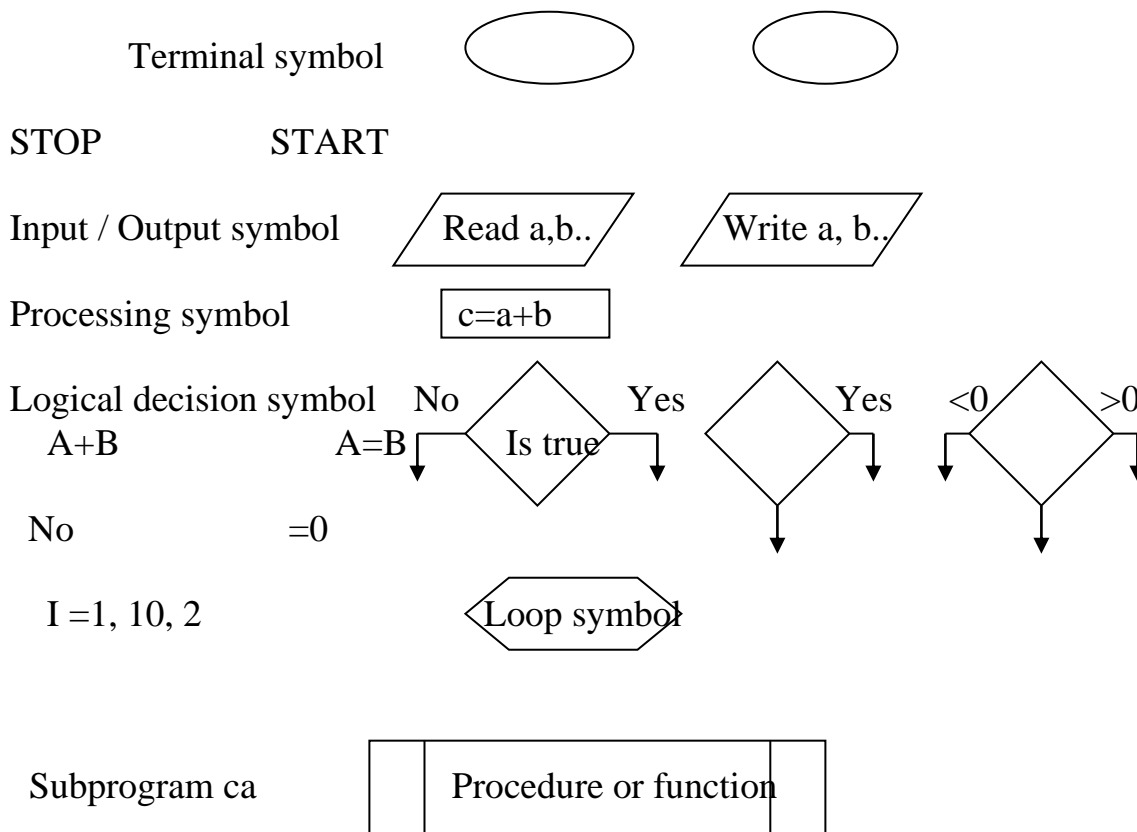 Terminal symbol
STOP START
Input / Output symbol Read a,b.. Write a, b..
Processing symbol c=a+b
Logical decision symbol No Yes Yes <0 >0
A+B A=B Is true
No =0
I =1, 10, 2 Loop symbol
Subprogram ca Procedure or function